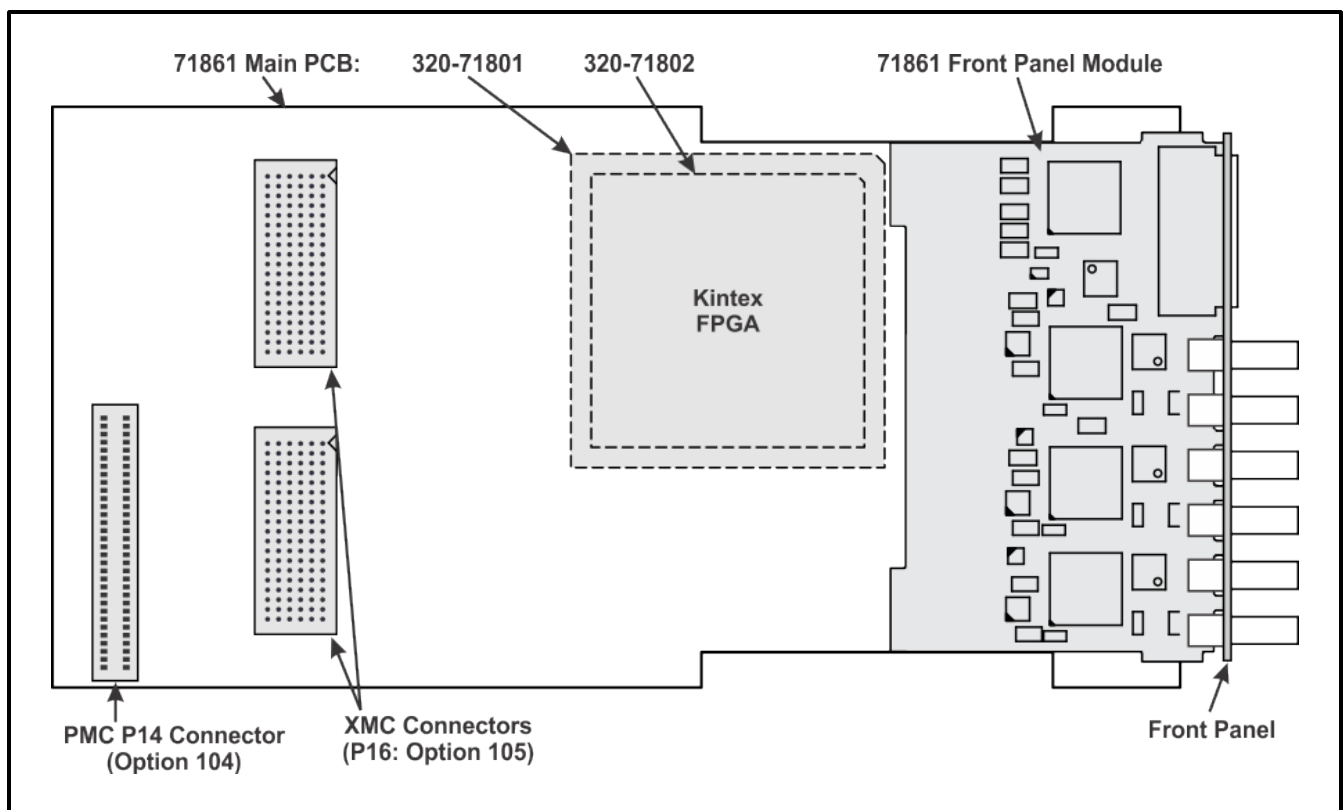 71861 Main PCB: 320-71801 320-71802 71861 Front Panel Module
Kintex
FPGA
PMC P14 Connector
(Option 104)
XMC Connectors
(P16: Option 105)
Front Panel